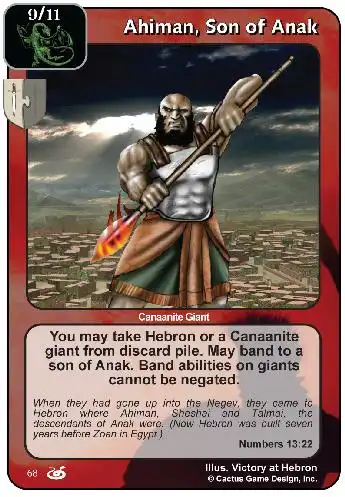 9/11
Ahiman, Son of Anak
Canaanite Giant
You may take Hebron or a Canaanite
giant from discard pile. May band to a
son of Anak. Band abilities on giants
cannot be negated.
When they had gone up into the Negev, they came to
Hebron where Ahiman, Sheshai and Talmai, the
descendants of Anak were. (Now Hebron was built seven
years before Zoan in Egypt.)
Numbers 13:22
Illus. Victory at Hebron
68
© Cactus Game Design, Inc.